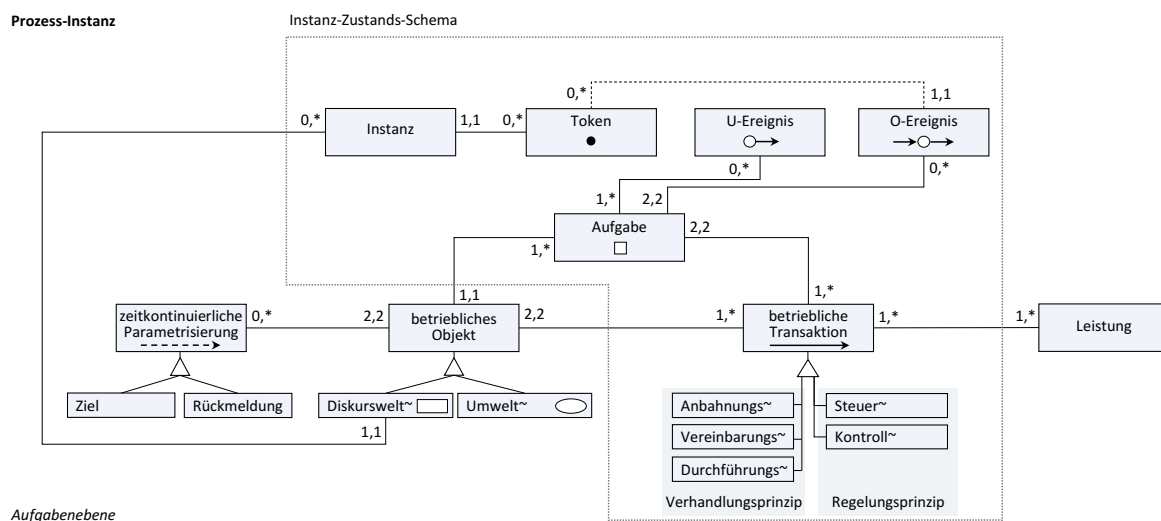 Prozess-Instanz
Instanz-Zustands-Schema
0,*
1,1
0,*
Instanz
1,1
0,*
Token
U-Ereignis
O-Ereignis
0,*
0,*
1,*
2,2
Aufgabe
2,2
1,*
1,1
1,*
zeitkontinuierliche
Parametrisierung
0,*
2,2
betriebliches
Objekt
2,2
1,*
betriebliche
Transaktion
1,*
1,*
Leistung
Ziel
Rückmeldung
Diskurswelt~
Umwelt~
1,1
Anbahnungs~
Vereinbarungs~
Durchführungs~
Verhandlungsprinzip
Steuer~
Kontroll~
Regelungsprinzip
Aufgabenebene